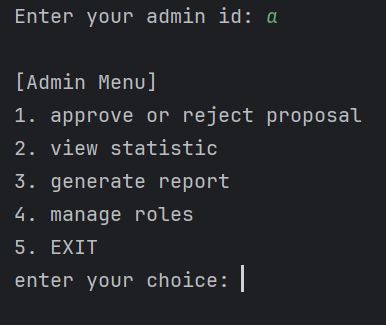 Enter your admin id: a
[Admin Menu]
1. approve or reject proposal
2. view statistic
3. generate report
4. manage roles
5. EXIT
enter your choice: